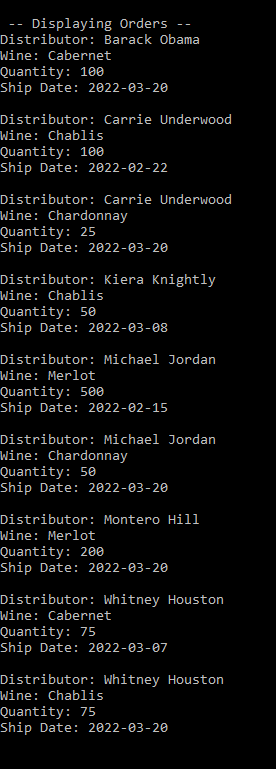 -- Displaying Orders --
Distributor: Barack Obama
Wine: Cabernet
Quantity: 100
Ship Date: 2022-03-20

Distributor: Carrie Underwood
Wine: Chablis
Quantity: 100
Ship Date: 2022-02-22

Distributor: Carrie Underwood
Wine: Chardonnay
Quantity: 25
Ship Date: 2022-03-20

Distributor: Kiera Knightly
Wine: Chablis
Quantity: 50
Ship Date: 2022-03-08

Distributor: Michael Jordan
Wine: Merlot
Quantity: 500
Ship Date: 2022-02-15

Distributor: Michael Jordan
Wine: Chardonnay
Quantity: 50
Ship Date: 2022-03-20

Distributor: Montero Hill
Wine: Merlot
Quantity: 200
Ship Date: 2022-03-20

Distributor: Whitney Houston
Wine: Cabernet
Quantity: 75
Ship Date: 2022-03-07

Distributor: Whitney Houston
Wine: Chablis
Quantity: 75
Ship Date: 2022-03-20